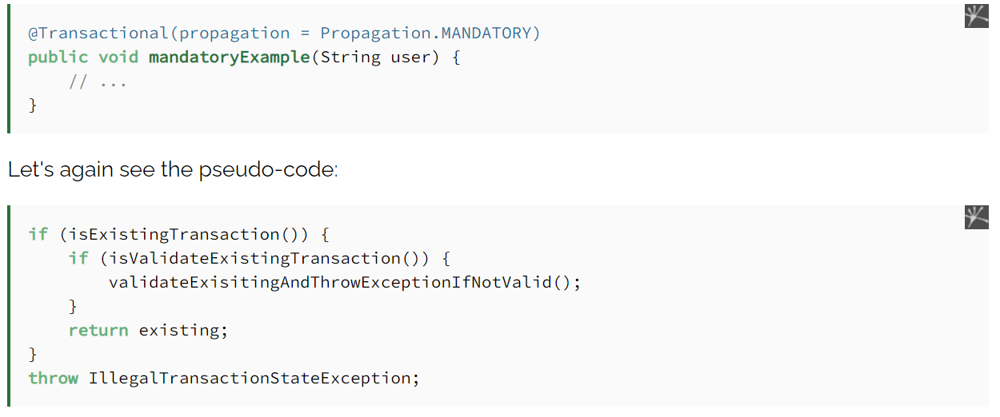 @Transactional(propagation = Propagation.MANDATORY)
public void mandatoryExample(String user) {
    // ...
}
Let's again see the pseudo-code:
if (isExistingTransaction()) {
    if (isValidateExistingTransaction()) {
        validateExisitingAndThrowExceptionIfNotValid();
    }
    return existing;
}
throw IllegalTransactionStateException;